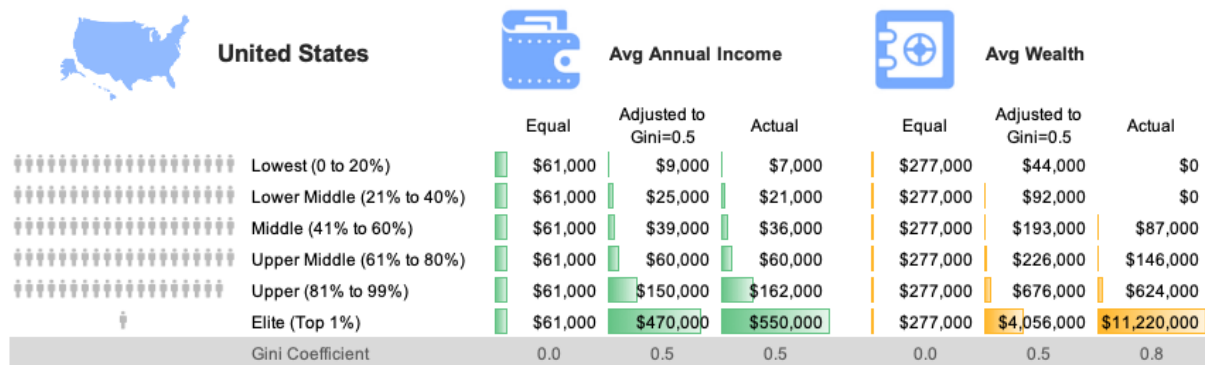 United States Avg Annual Income Avg Wealth
Equal Adjusted to Gini=0.5 Actual Equal Adjusted to Gini=0.5 Actual
Lowest (0 to 20%) $61,000 $9,000 $7,000 $277,000 $44,000 $0
Lower Middle (21% to 40%) $61,000 $25,000 $21,000 $277,000 $92,000 $0
Middle (41% to 60%) $61,000 $39,000 $36,000 $277,000 $193,000 $87,000
Upper Middle (61% to 80%) $61,000 $60,000 $60,000 $277,000 $226,000 $146,000
Upper (81% to 99%) $61,000 $150,000 $162,000 $277,000 $676,000 $624,000
Elite (Top 1%) $61,000 $470,000 $550,000 $277,000 $4,056,000 $11,220,000
Gini Coefficient 0.0 0.5 0.5 0.0 0.5 0.8